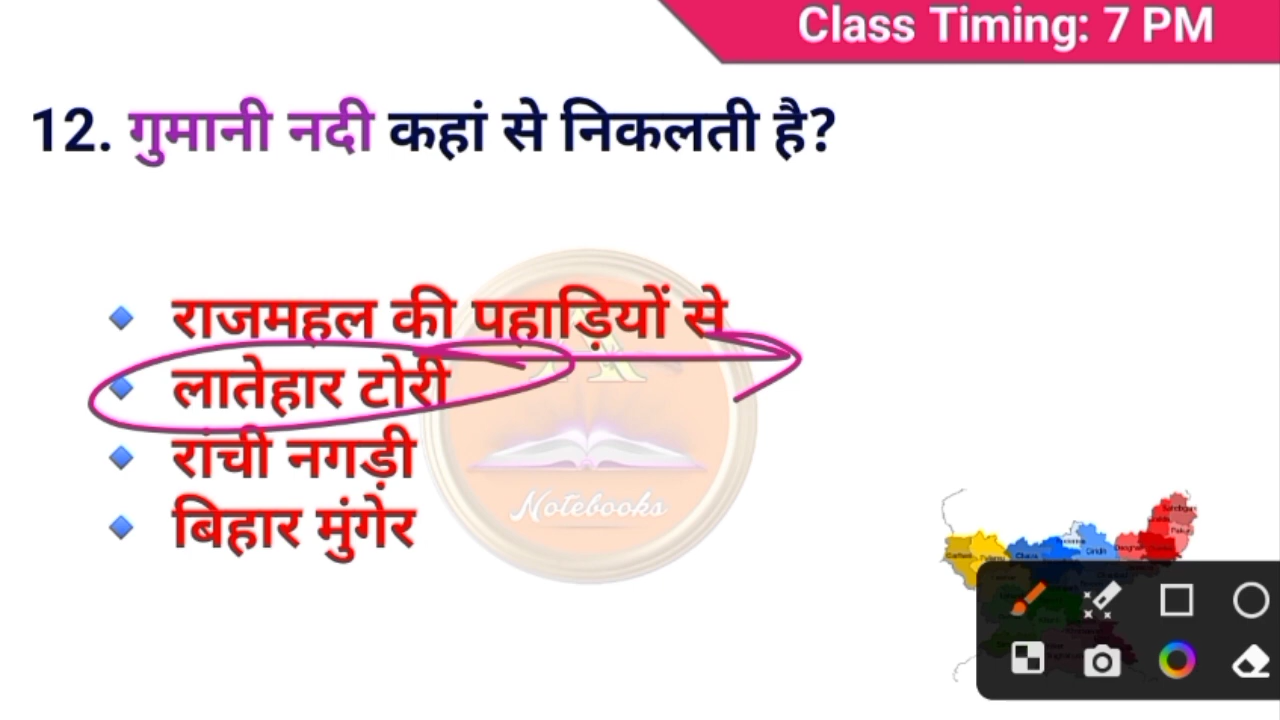 Class Timing: 7 PM
12. गुमानी नदी कहां से निकलती है?
राजमहल की पहाड़ियों से
लातेहार टोरी
रांची नगड़ी
बिहार मुंगेर
A
Notebooks